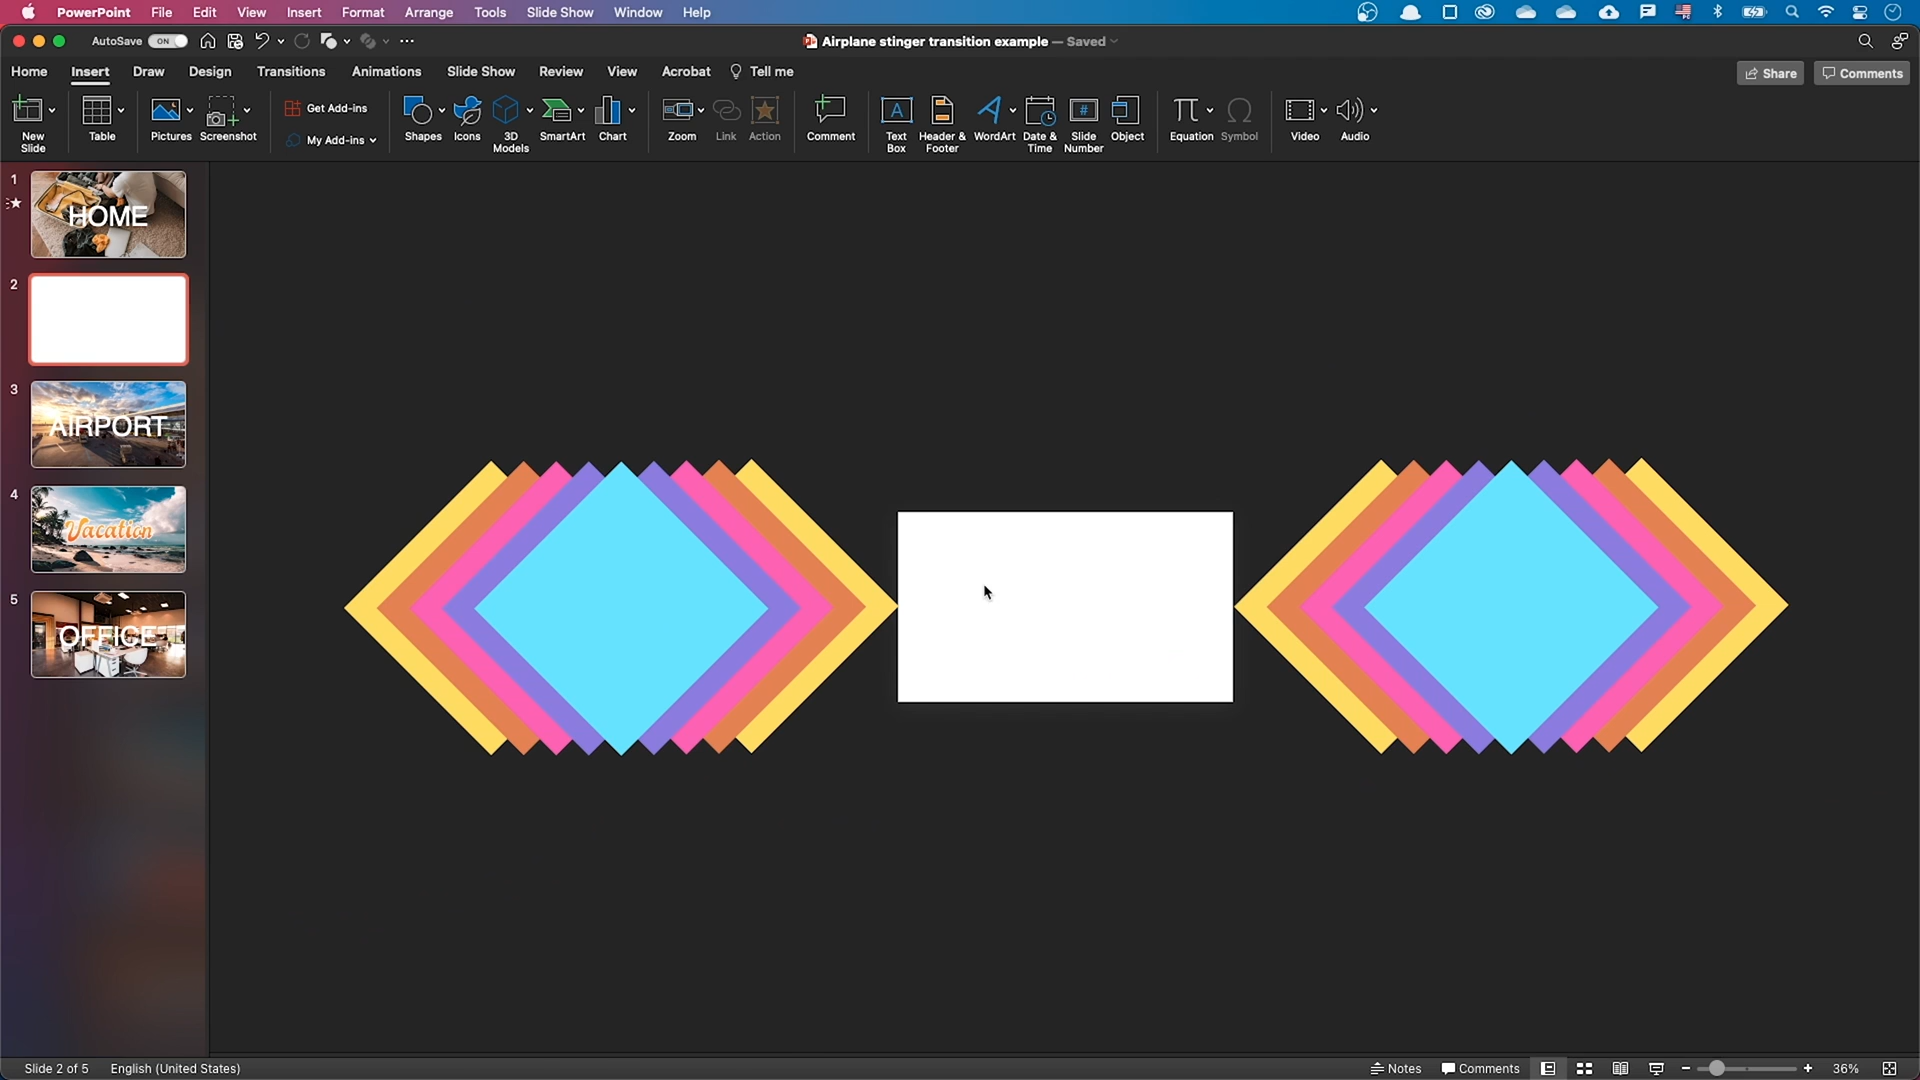 PowerPoint File Edit View Insert Format Arrange Tools Slide Show Window Help
AutoSave ON Airplane stinger transition example — Saved
Home Insert Draw Design Transitions Animations Slide Show Review View Acrobat Tell me Share Comments
New Slide
Table
Pictures
Screenshot
Get Add-ins
My Add-ins
Shapes
Icons
3D Models
SmartArt
Chart
Zoom
Link
Action
Comment
Text Box
Header & Footer
WordArt
Date & Time
Slide Number
Object
Equation
Symbol
Video
Audio
1
HOME
2
3
AIRPORT
4
Vacation
5
OFFICE
Slide 2 of 5 English (United States) Notes Comments 36%